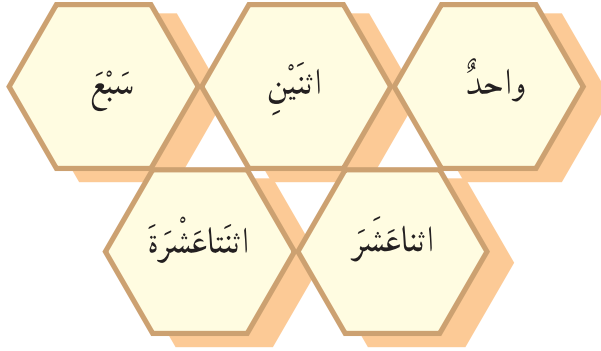 واحدٌ
اثنَيْنِ
سَبْعَ
اثناعَشَرَ
اثنَتاعَشْرَةَ